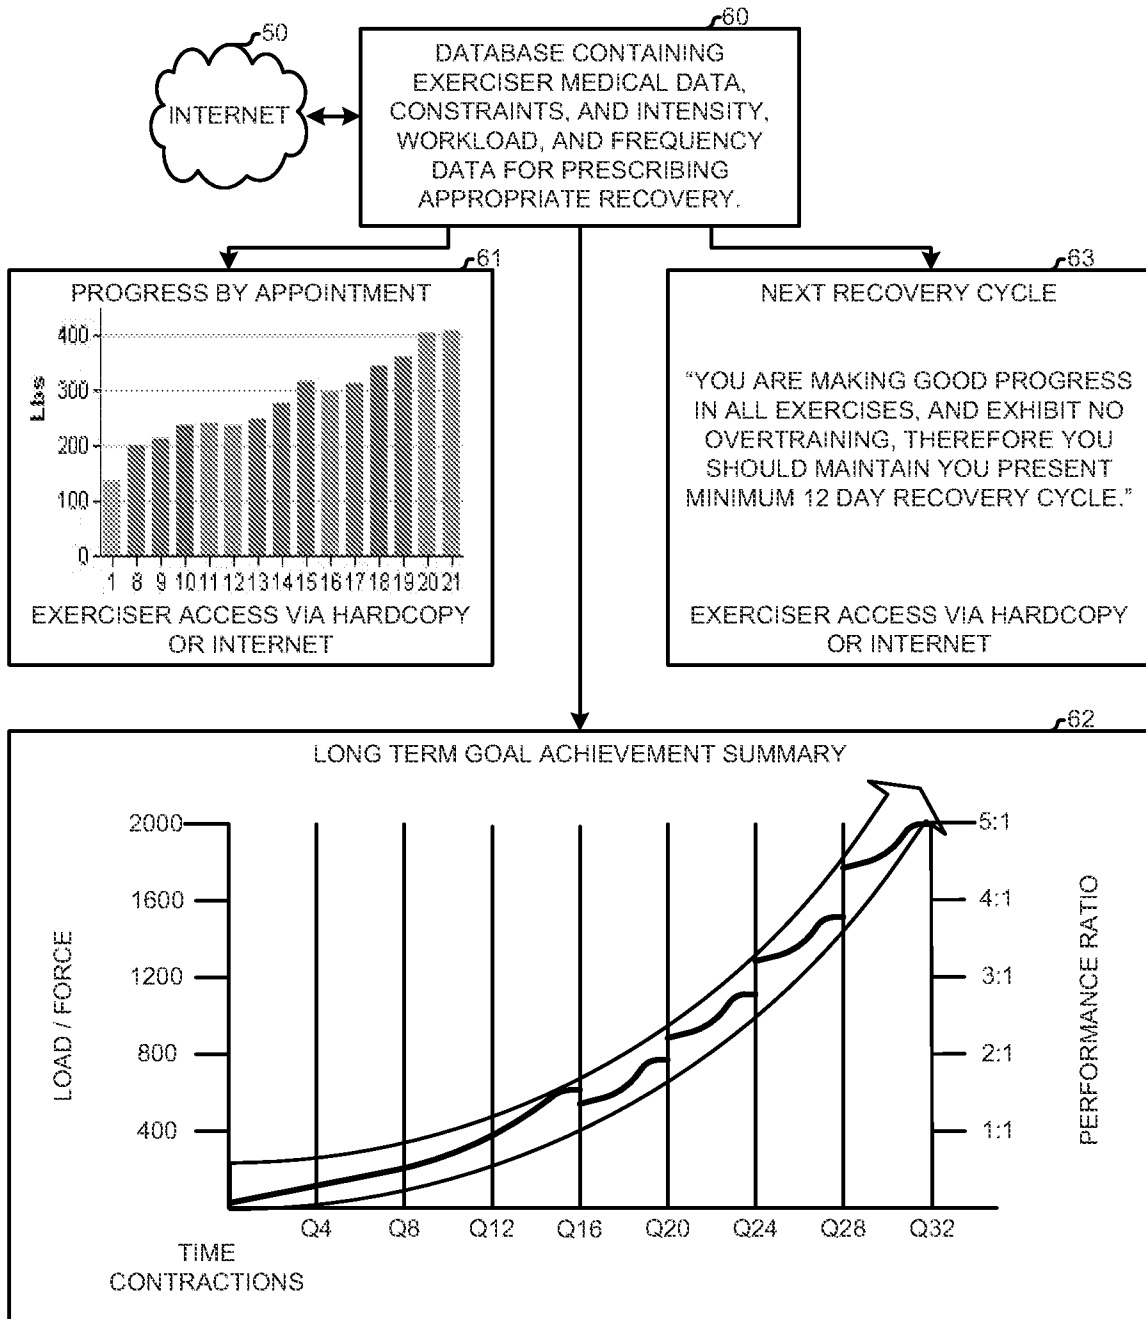 50
INTERNET
60
DATABASE CONTAINING
EXERCISER MEDICAL DATA,
CONSTRAINTS, AND INTENSITY,
WORKLOAD, AND FREQUENCY
DATA FOR PRESCRIBING
APPROPRIATE RECOVERY.
61
PROGRESS BY APPOINTMENT
Lbs
400
300
200
100
0
1 8 9 10 11 12 13 14 15 16 17 18 19 20 21
EXERCISER ACCESS VIA HARDCOPY
OR INTERNET
63
NEXT RECOVERY CYCLE
“YOU ARE MAKING GOOD PROGRESS
IN ALL EXERCISES, AND EXHIBIT NO
OVERTRAINING, THEREFORE YOU
SHOULD MAINTAIN YOU PRESENT
MINIMUM 12 DAY RECOVERY CYCLE.”
EXERCISER ACCESS VIA HARDCOPY
OR INTERNET
62
LONG TERM GOAL ACHIEVEMENT SUMMARY
LOAD / FORCE
2000
1600
1200
800
400
5:1
4:1
3:1
2:1
1:1
PERFORMANCE RATIO
Q4 Q8 Q12 Q16 Q20 Q24 Q28 Q32
TIME
CONTRACTIONS